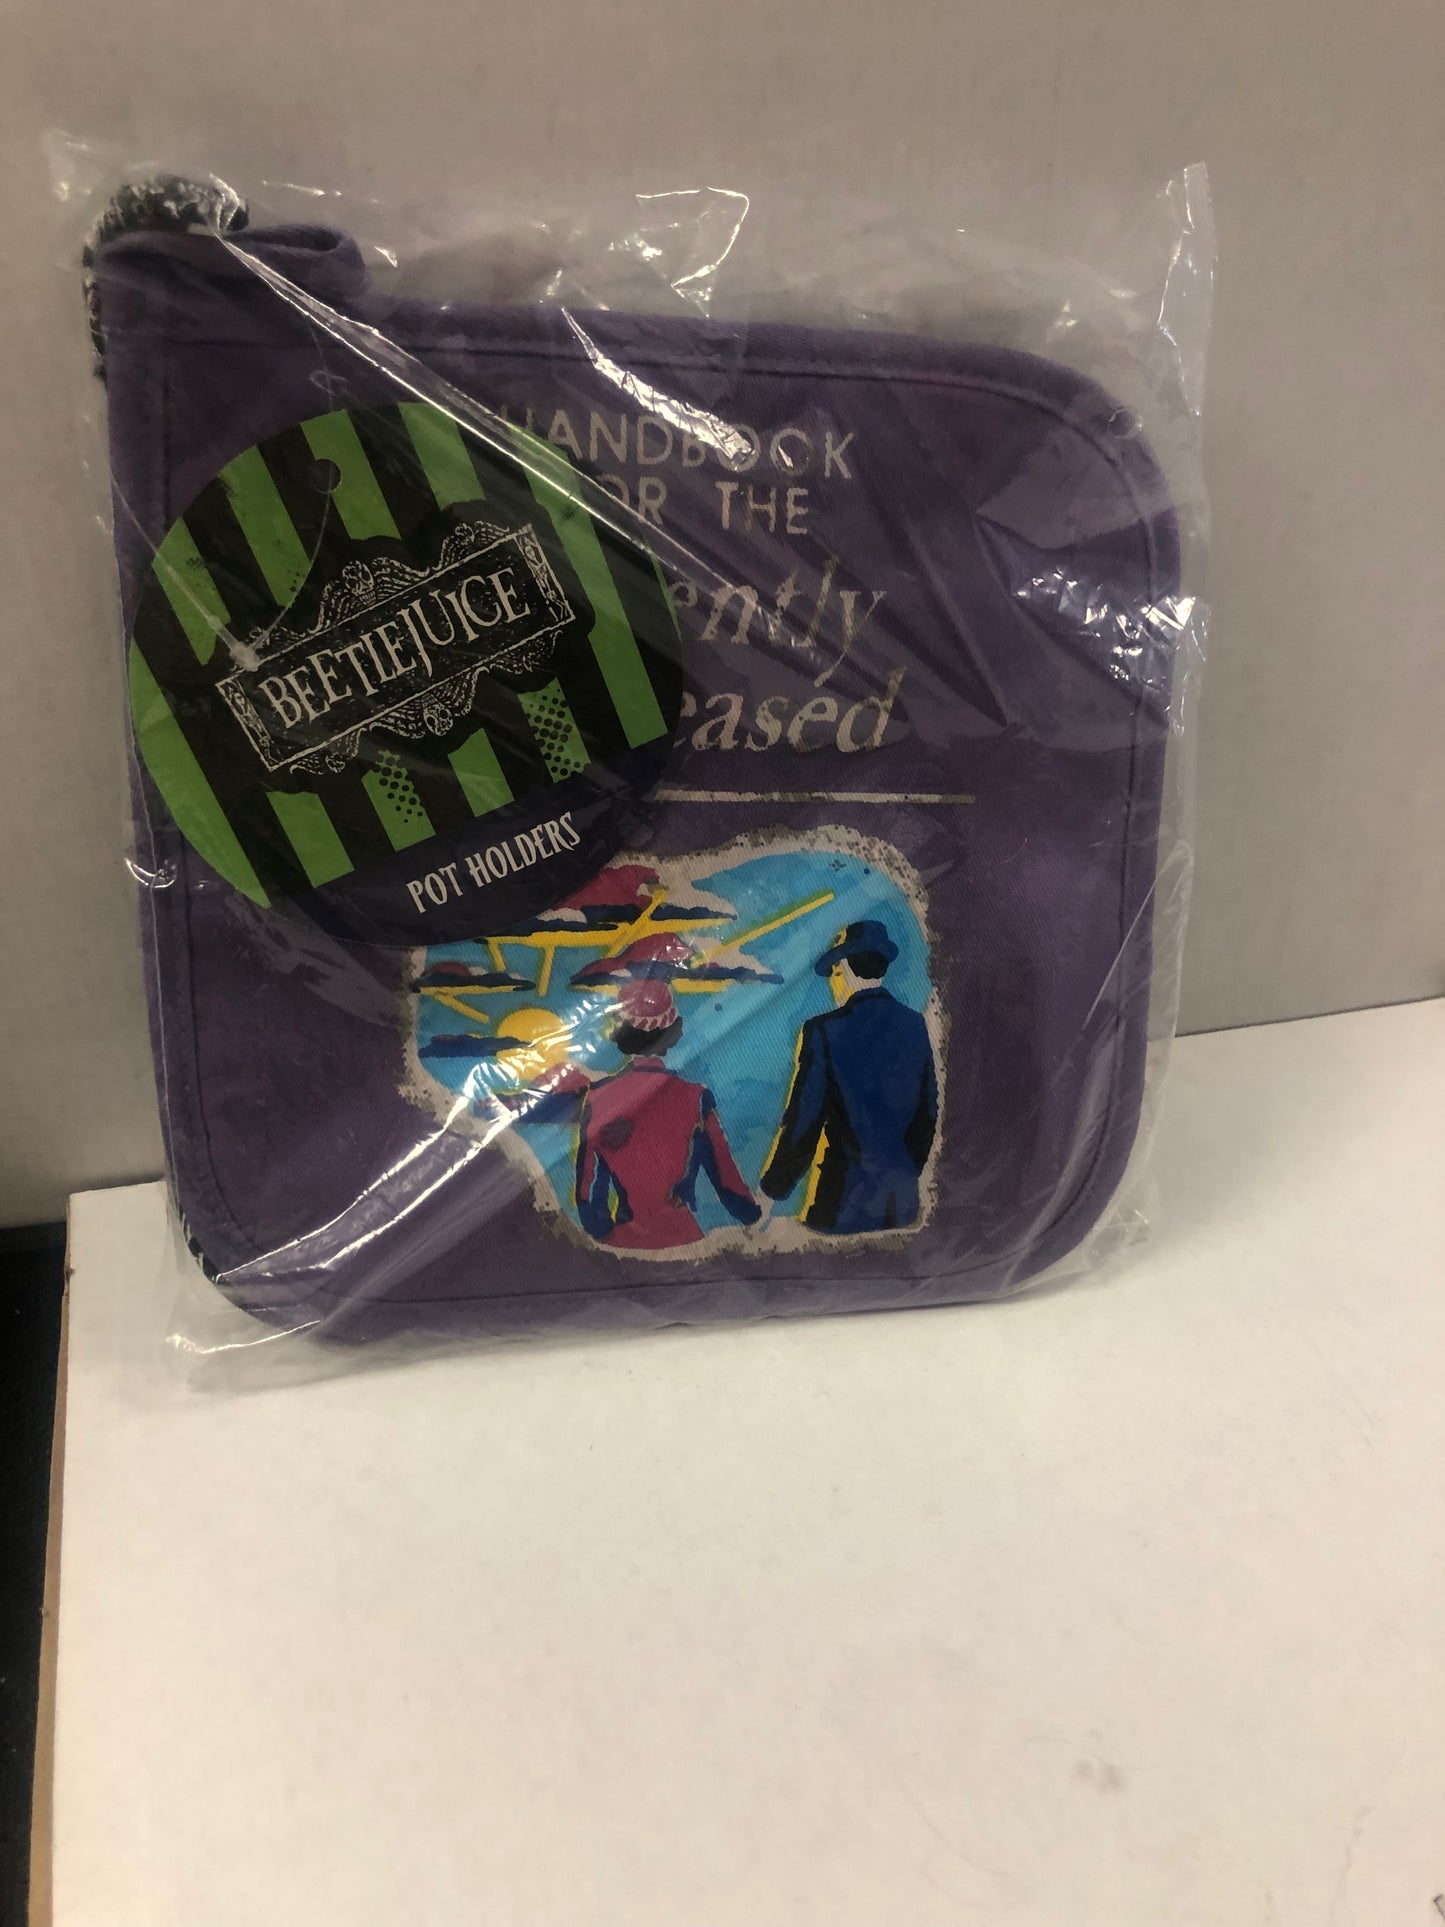 HANDBOOK
OR THE
ently
eased
BEETLEJUICE
POT HOLDERS